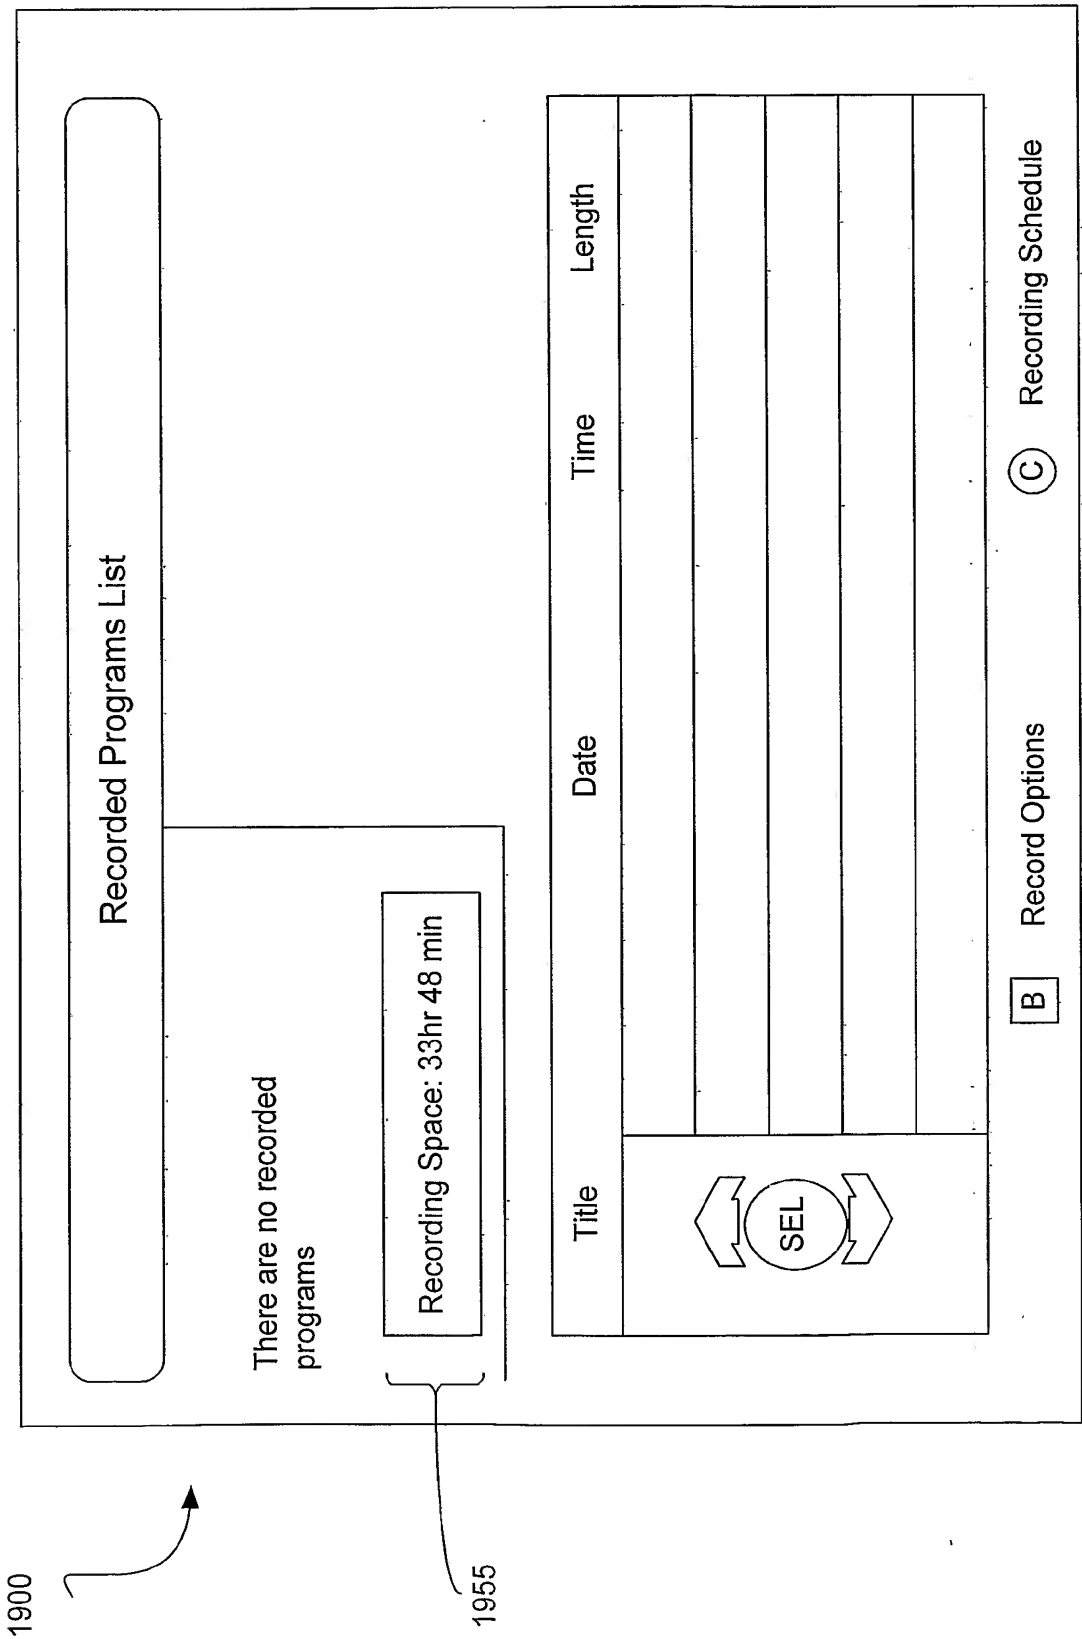 1900
Recorded Programs List
There are no recorded
programs
Recording Space: 33hr 48 min
1955
Title Date Time Length
SEL
B Record Options C Recording Schedule